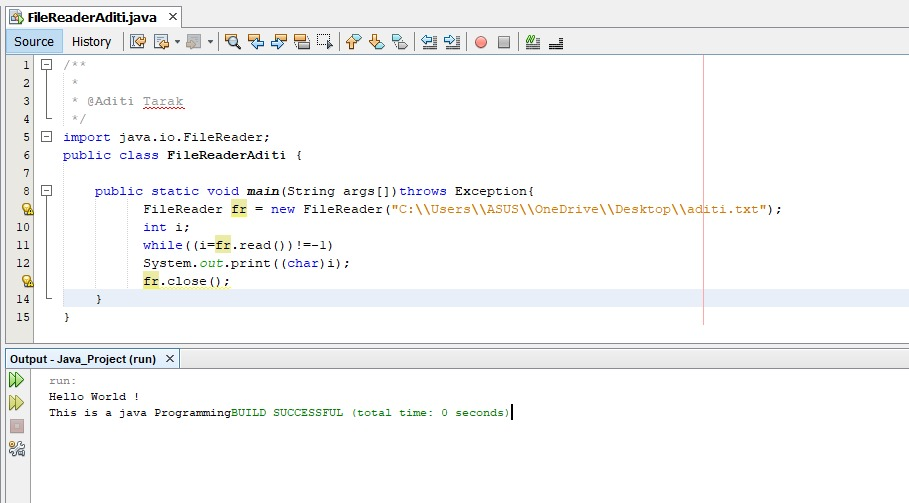 FileReaderAditi.java ×
Source History
1 /**
2 *
3 * @Aditi Tarak
4 */
5 import java.io.FileReader;
6 public class FileReaderAditi {
7
8 public static void main(String args[])throws Exception{
FileReader fr = new FileReader("C:\\Users\\ASUS\\OneDrive\\Desktop\\aditi.txt");
10 int i;
11 while((i=fr.read())!=-1)
12 System.out.print((char)i);
fr.close();
14 }
15 }
Output - Java_Project (run) ×
run:
Hello World !
This is a java ProgrammingBUILD SUCCESSFUL (total time: 0 seconds)